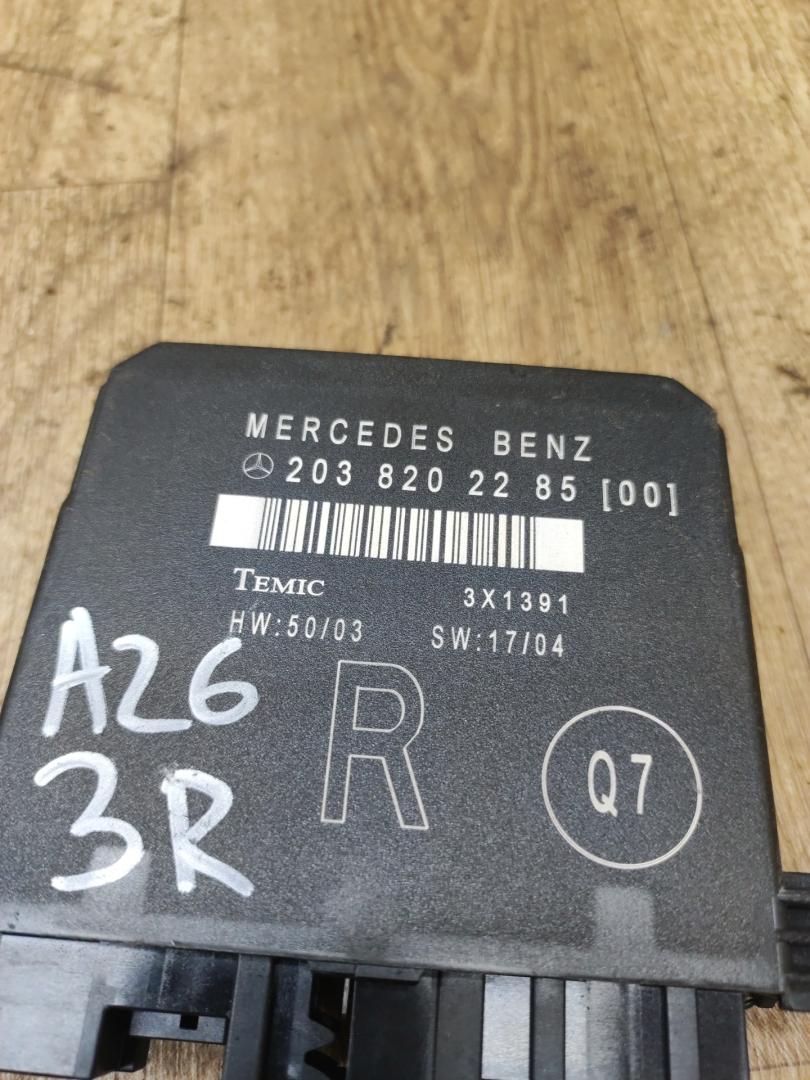 MERCEDES BENZ
203 820 22 85 [00]
TEMIC 3X1391
HW:50/03 SW:17/04
A26
3R
R
Q7